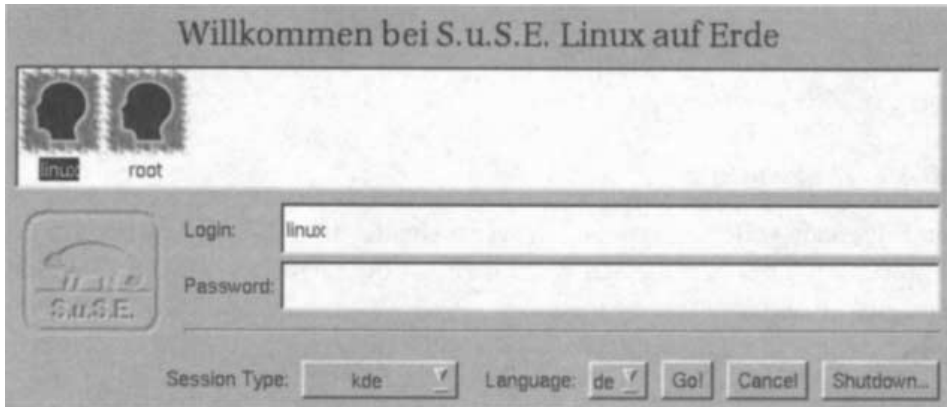 Willkommen bei S.u.S.E. Linux auf Erde
linux root
Login: linux
Password:
S.u.S.E.
Session Type: kde Language: de Go! Cancel Shutdown...